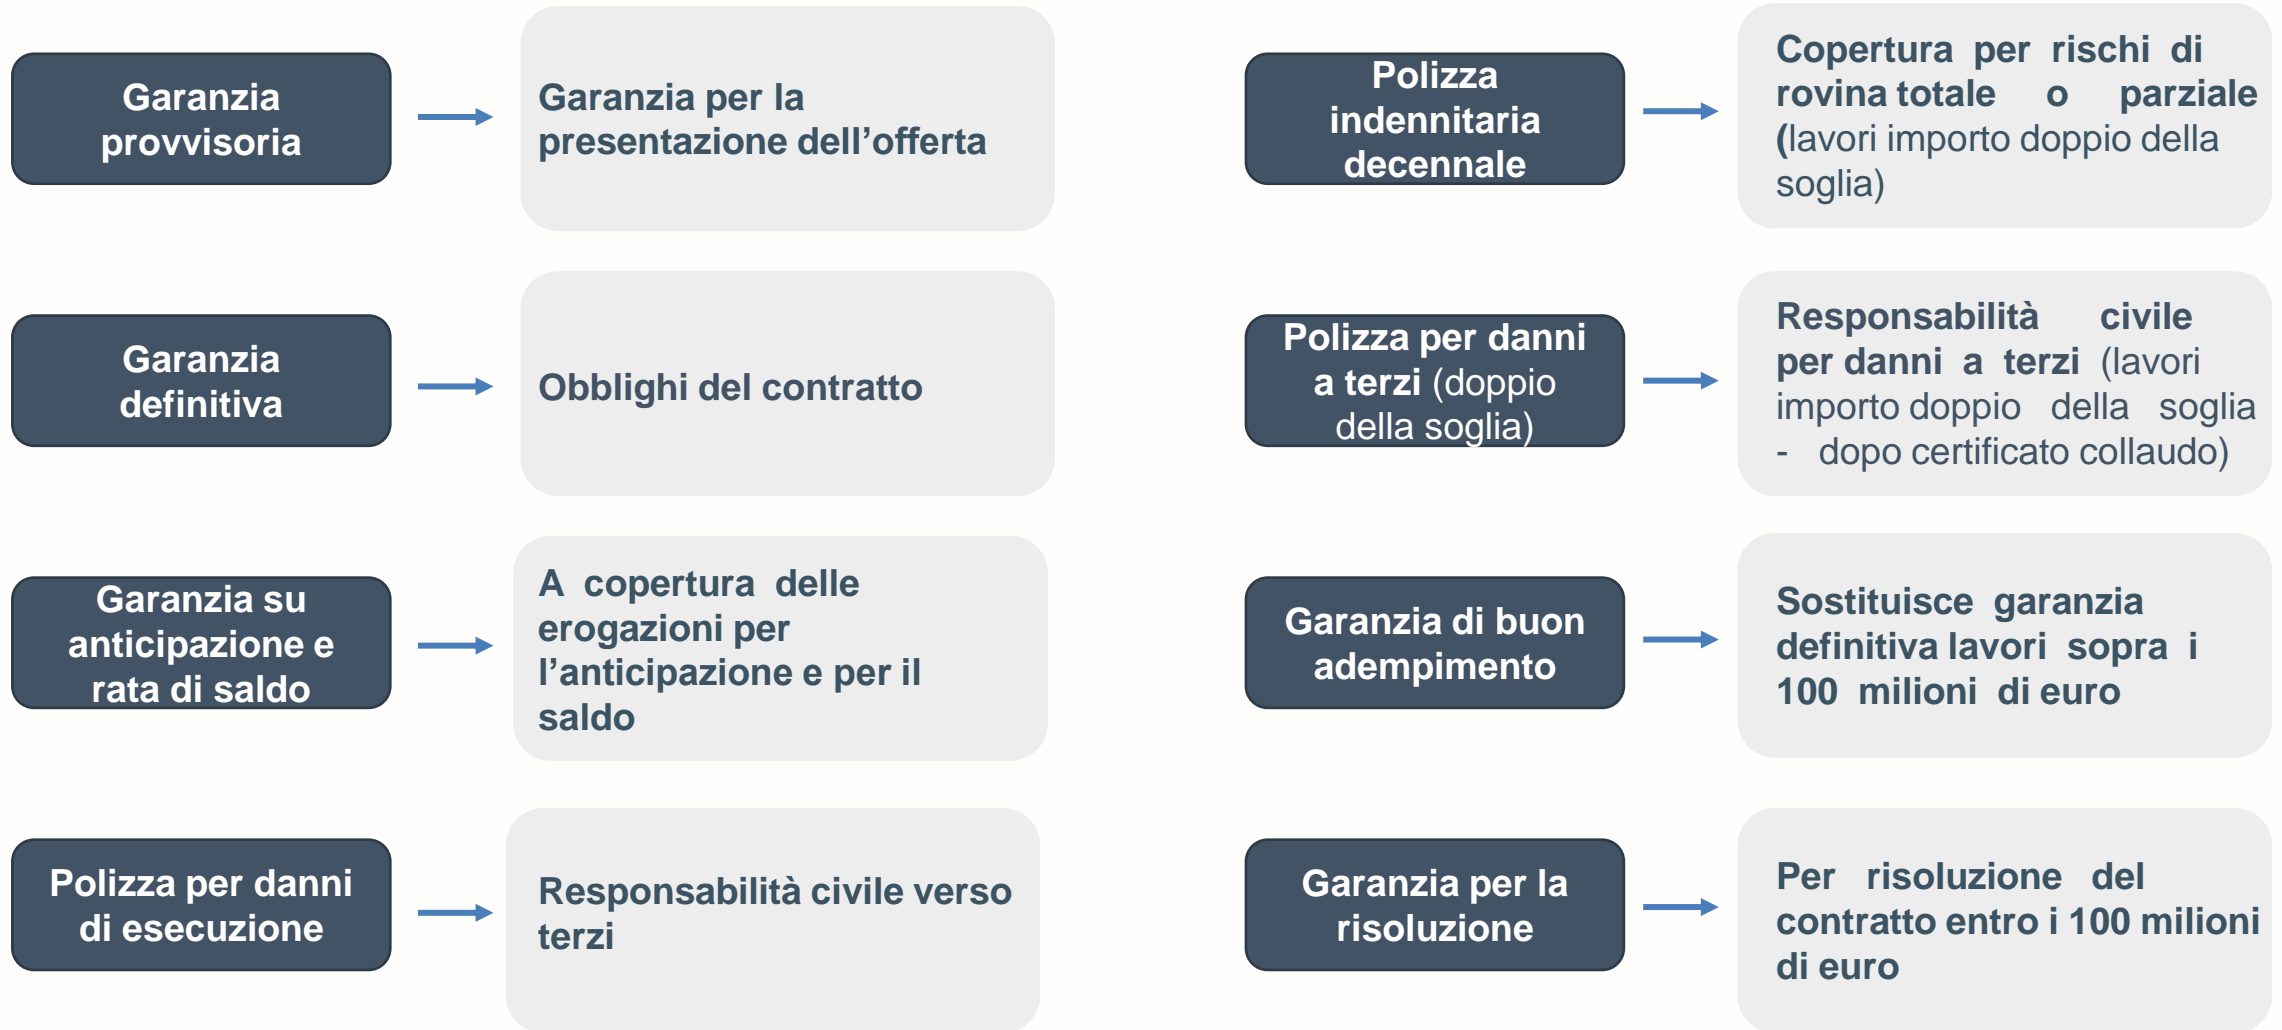 Garanzia
provvisoria
Garanzia per la
presentazione dell’offerta
Garanzia
definitiva
Obblighi del contratto
Garanzia su
anticipazione e
rata di saldo
A copertura delle
erogazioni per
l’anticipazione e per il
saldo
Polizza per danni
di esecuzione
Responsabilità civile verso
terzi
Polizza
indennitaria
decennale
Copertura per rischi di
rovina totale o parziale
(lavori importo doppio della
soglia)
Polizza per danni
a terzi (doppio
della soglia)
Responsabilità civile
per danni a terzi (lavori
importo doppio della soglia
- dopo certificato collaudo)
Garanzia di buon
adempimento
Sostituisce garanzia
definitiva lavori sopra i
100 milioni di euro
Garanzia per la
risoluzione
Per risoluzione del
contratto entro i 100 milioni
di euro